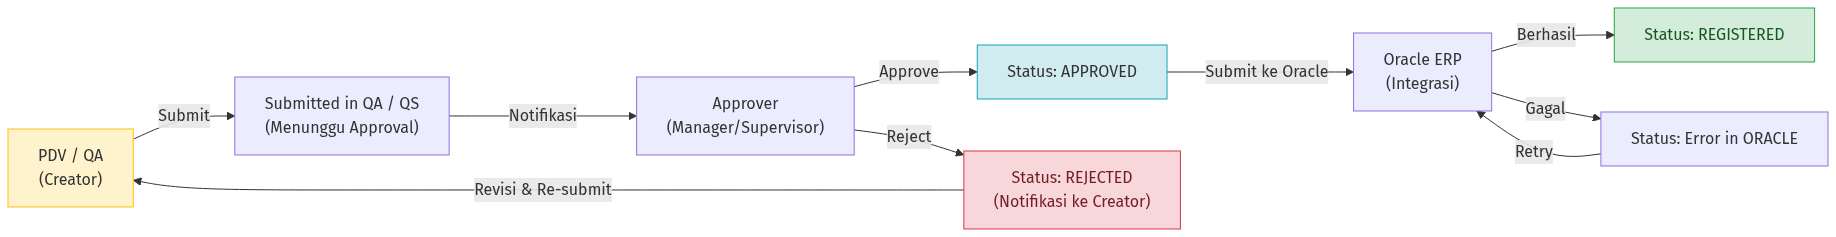 PDV / QA
(Creator)
Submit
Submitted in QA / QS
(Menunggu Approval)
Notifikasi
Approver
(Manager/Supervisor)
Approve
Reject
Status: APPROVED
Status: REJECTED
(Notifikasi ke Creator)
Revisi & Re-submit
Submit ke Oracle
Oracle ERP
(Integrasi)
Berhasil
Gagal
Retry
Status: REGISTERED
Status: Error in ORACLE